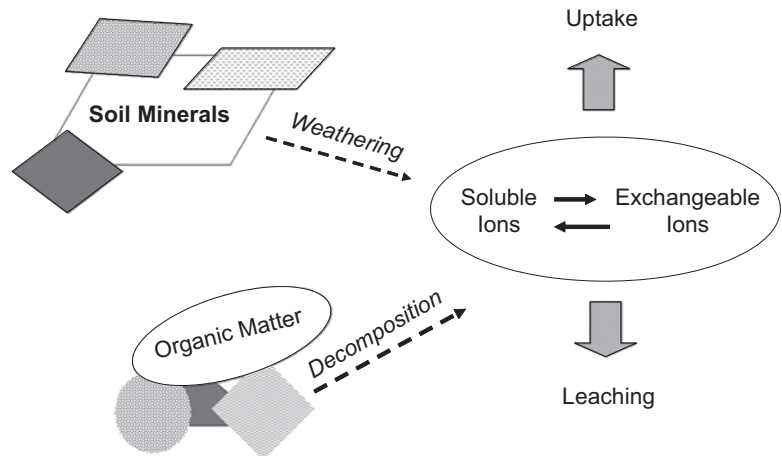 Uptake
Soil Minerals
Weathering
Soluble Ions
Exchangeable Ions
Organic Matter
Decomposition
Leaching